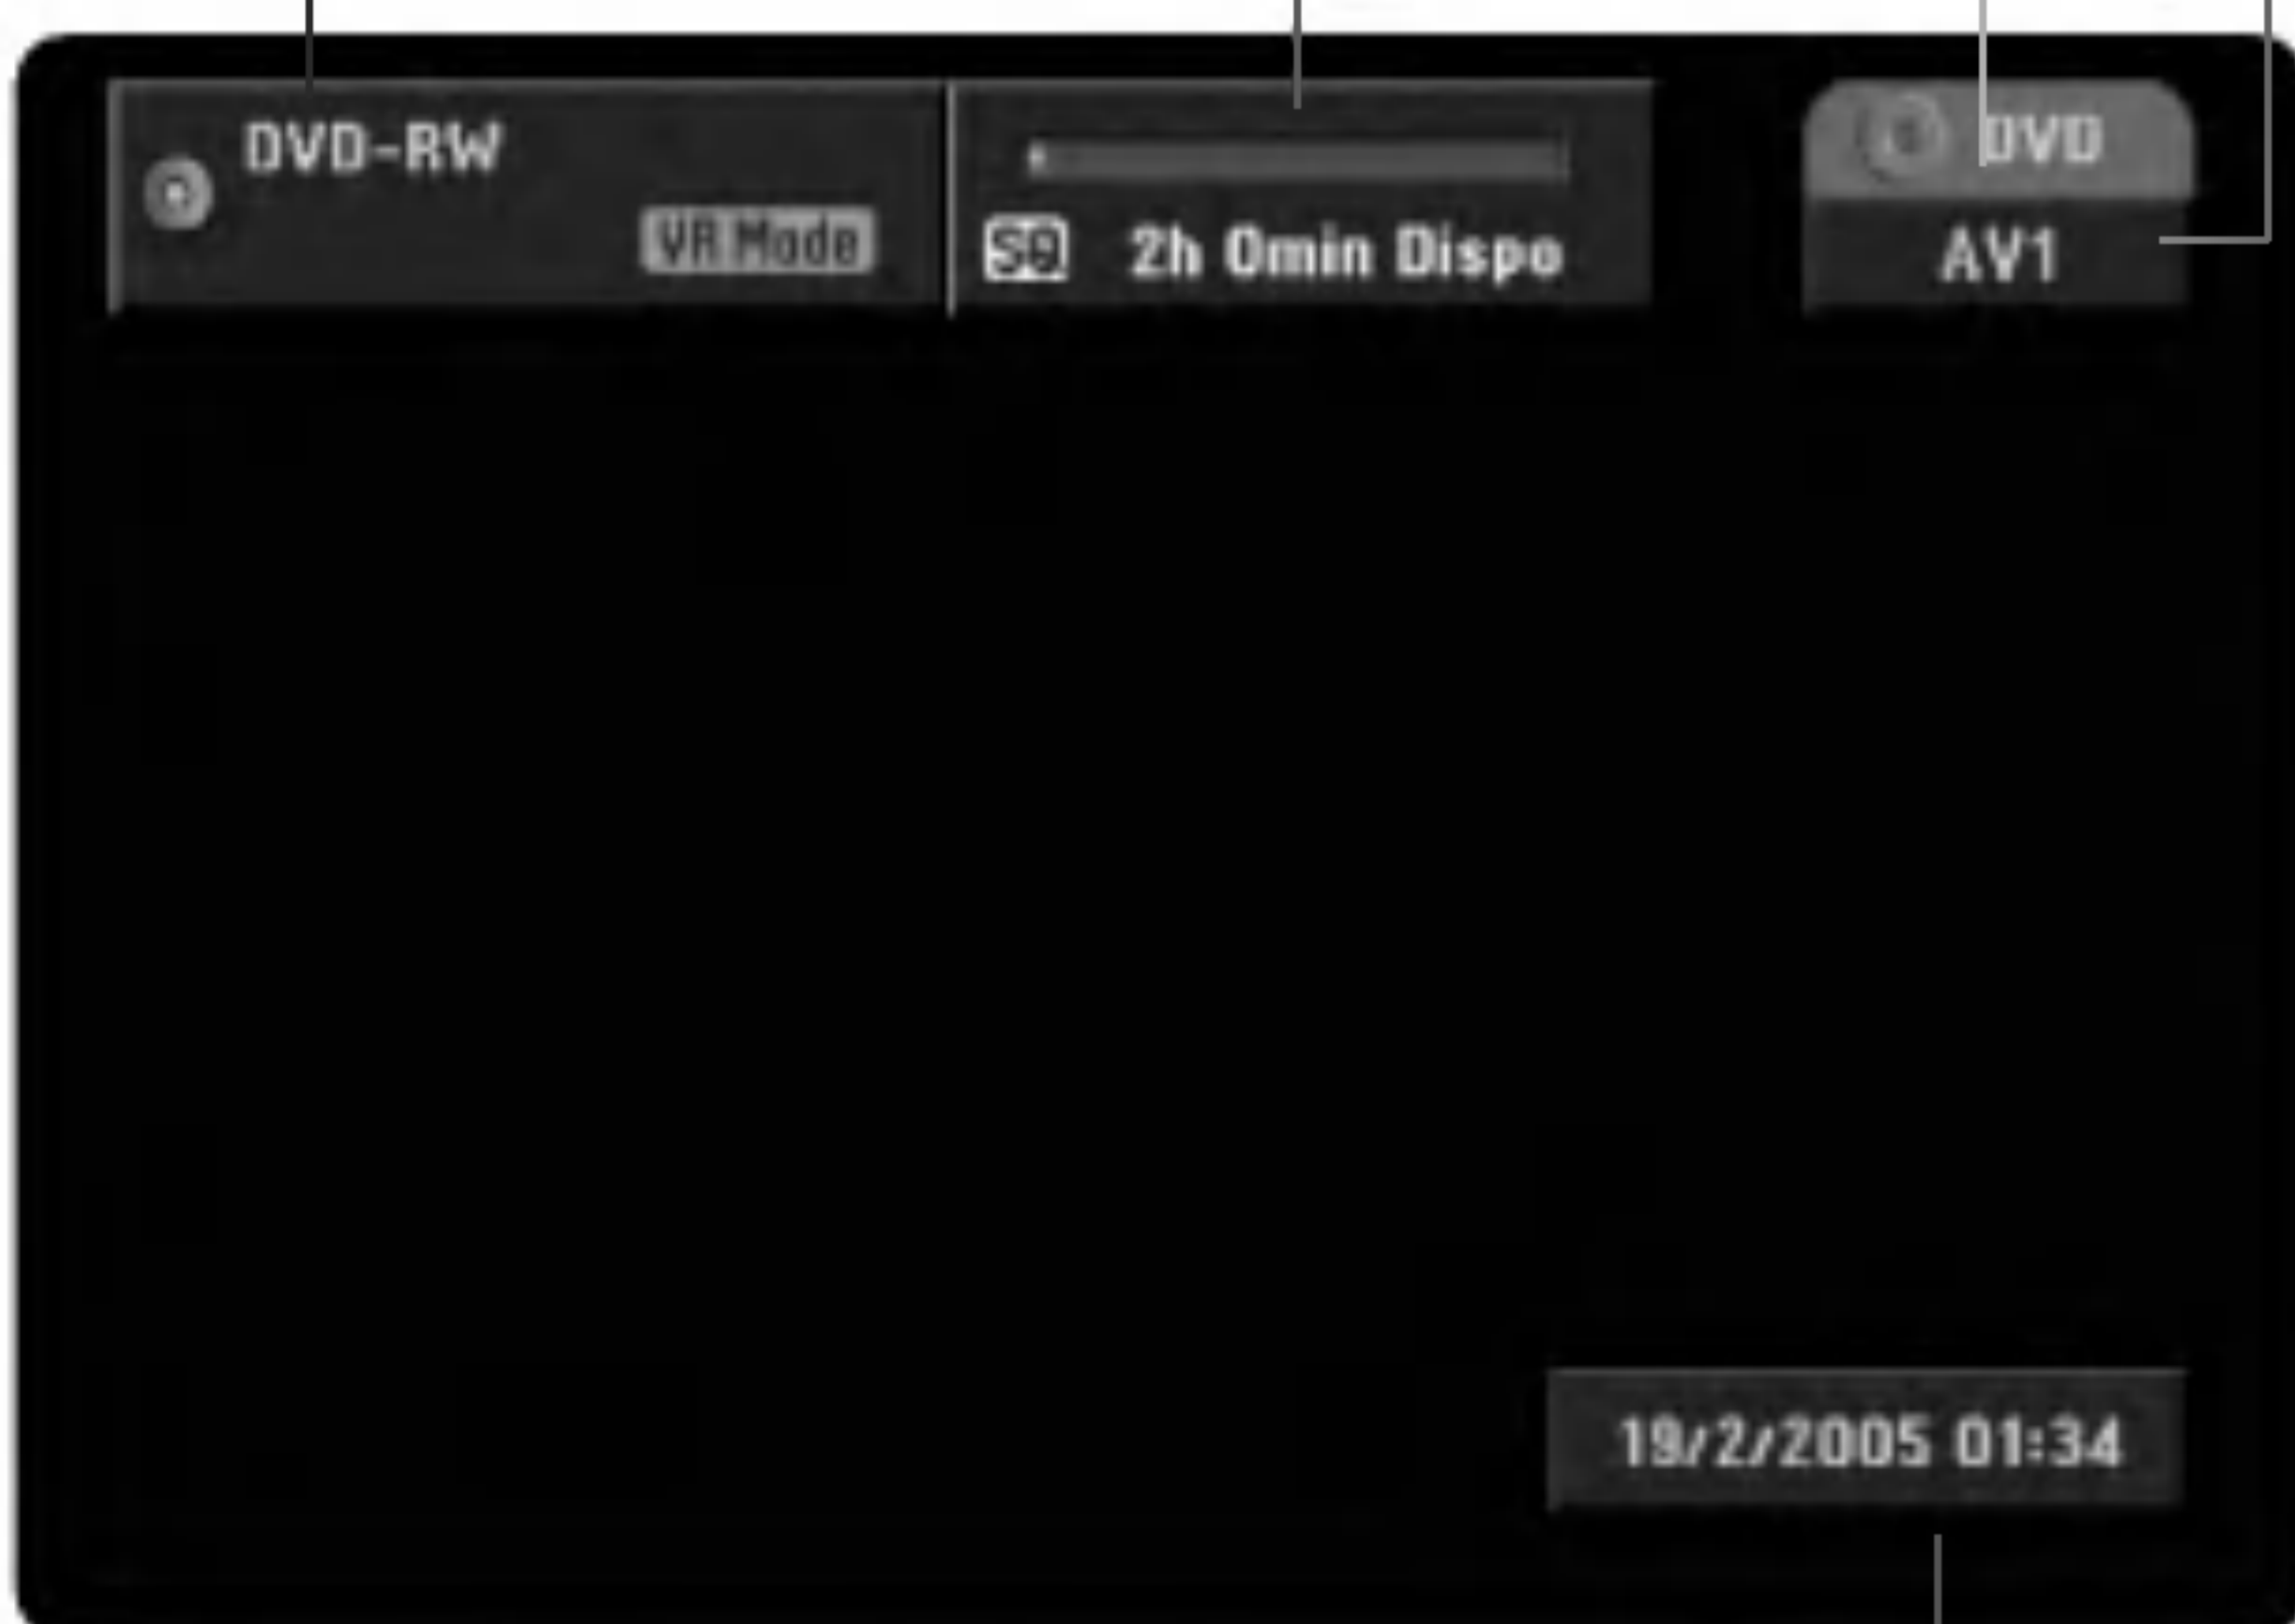 DVD-RW
VR Mode
SQ 2h 0min Dispo
DVD
AV1
19/2/2005 01:34